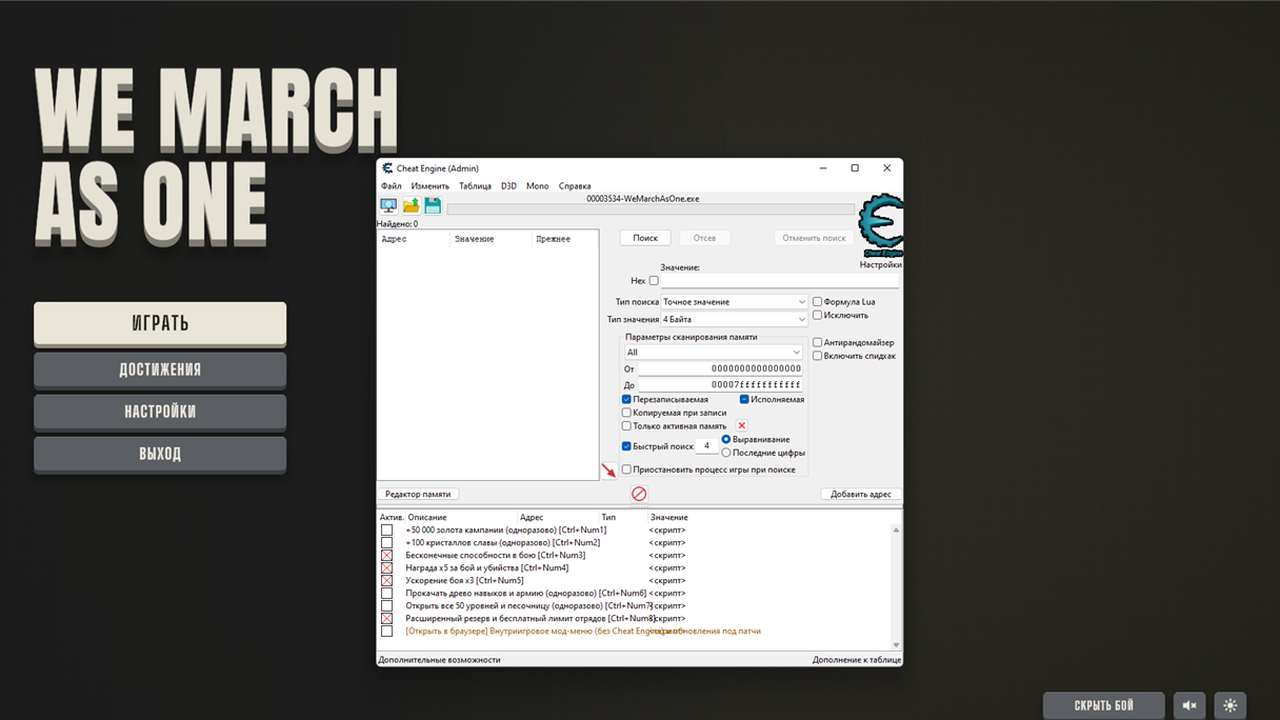 WE MARCH
AS ONE
ИГРАТЬ
ДОСТИЖЕНИЯ
НАСТРОЙКИ
ВЫХОД
Cheat Engine (Admin)
Файл Изменить Таблица D3D Mono Справка
00003534-WeMarchAsOne.exe
Найдено: 0
Адрес Значение Прежнее
Поиск Отсев Отменить поиск
Cheat Engine
Настройки
Значение:
Hex
Тип поиска Точное значение
Формула Lua
Тип значения 4 Байта
Исключить
Параметры сканирования памяти
All
Антирандомайзер
Включить спидхак
От 0000000000000000
До 00007fffffffffff
Перезаписываемая Исполняемая
Копируемая при записи
Только активная память
Быстрый поиск 4 Выравнивание
Последние цифры
Приостановить процесс игры при поиске
Редактор памяти Добавить адрес
Актив. Описание Адрес Тип Значение
+50 000 золота кампании (одноразово) [Ctrl+Num1] <скрипт>
+100 кристаллов славы (одноразово) [Ctrl+Num2] <скрипт>
Бесконечные способности в бою [Ctrl+Num3] <скрипт>
Награда x5 за бой и убийства [Ctrl+Num4] <скрипт>
Ускорение боя x3 [Ctrl+Num5] <скрипт>
Прокачать древо навыков и армию (одноразово) [Ctrl+Num6] <скрипт>
Открыть все 50 уровней и песочницу (одноразово) [Ctrl+Num7] <скрипт>
Расширенный резерв и бесплатный лимит отрядов [Ctrl+Num8] <скрипт>
[Открыть в браузере] Внутриигровое мод-меню (без Cheat Engine) и обновления под патчи
Дополнительные возможности Дополнение к таблице
СКРЫТЬ БОЙ